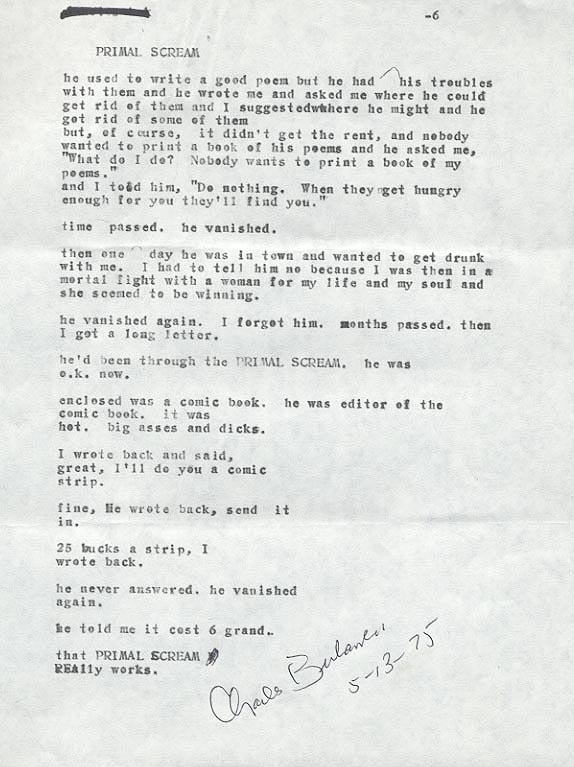 -6
PRIMAL SCREAM
he used to write a good poem but he had his troubles
with them and he wrote me and asked me where he could
get rid of them and I suggestedwhere he might and he
got rid of some of them
but, of course, it didn't get the rent, and nobody
wanted to print a book of his poems and he asked me,
"What do I do? Nobody wants to print a book of my
poems."
and I told him, "Do nothing. When they get hungry
enough for you they'll find you."
time passed. he vanished.
then one day he was in town and wanted to get drunk
with me. I had to tell him no because I was then in a
mortal fight with a woman for my life and my soul and
she seemed to be winning.
he vanished again. I forgot him. months passed. then
I got a long letter.
he'd been through the PRIMAL SCREAM. he was
o.k. now.
enclosed was a comic book. he was editor of the
comic book. it was
hot. big asses and dicks.
I wrote back and said,
great, I'll do you a comic
strip.
fine, He wrote back, send it
in.
25 bucks a strip, I
wrote back.
he never answered. he vanished
again.
he told me it cost 6 grand..
that PRIMAL SCREAM
REAlly works.
Charles Bukowski
5-13-75